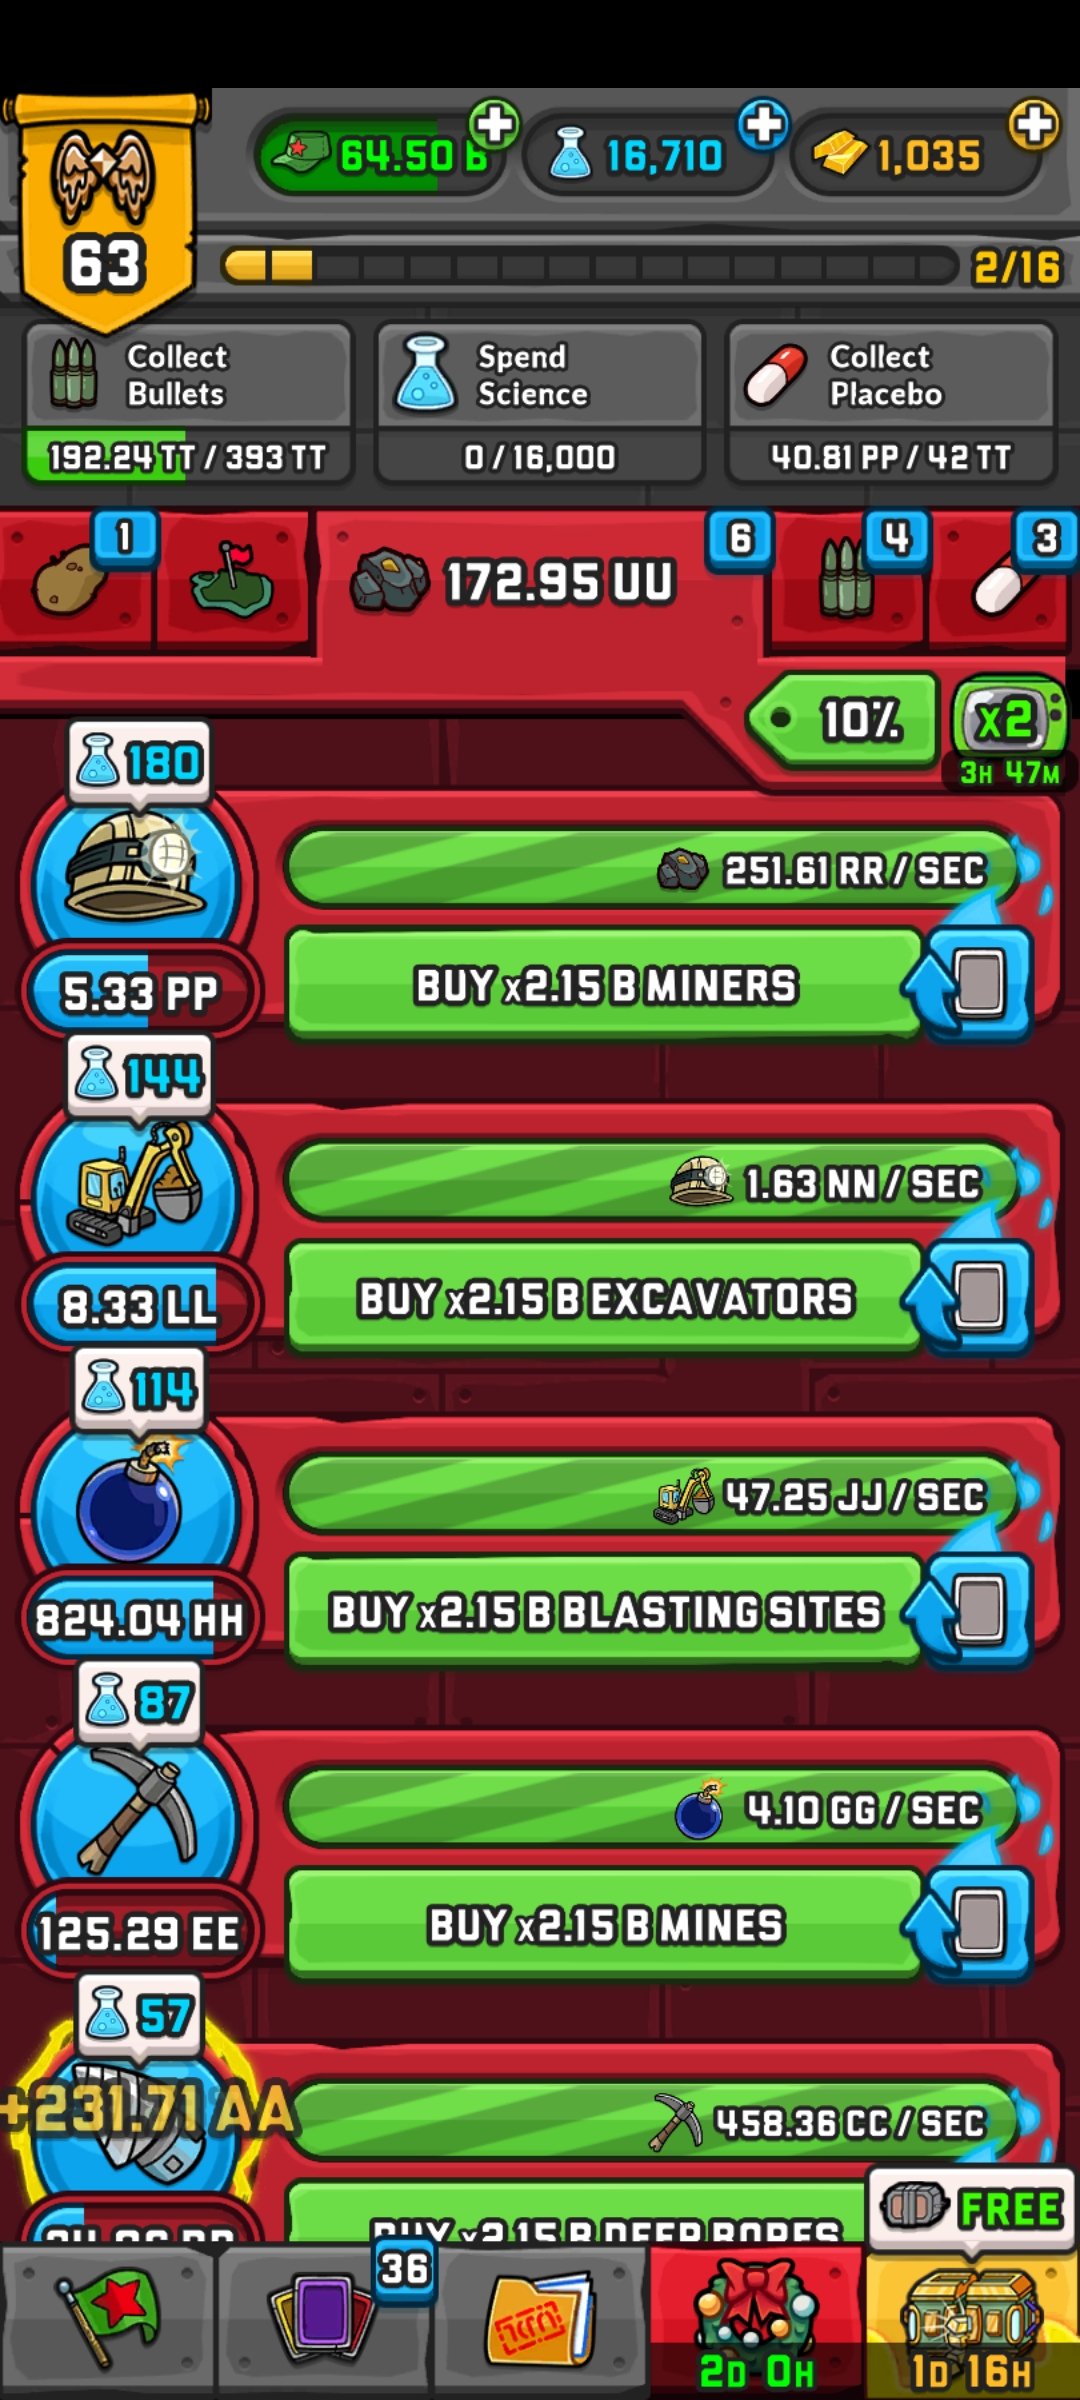 64.50 B
16,710
1,035
63
2/16
Collect
Bullets
Spend
Science
Collect
Placebo
192.24 TT / 393 TT
0 / 16,000
40.81 PP / 42 TT
1
172.95 UU
6
4
3
10%
x2
3H 47M
180
251.61 RR / SEC
5.33 PP
BUY x2.15 B MINERS
144
1.63 NN / SEC
8.33 LL
BUY x2.15 B EXCAVATORS
114
47.25 JJ / SEC
824.04 HH
BUY x2.15 B BLASTING SITES
87
4.10 GG / SEC
125.29 EE
BUY x2.15 B MINES
57
+231.71 AA
458.36 CC / SEC
BUY x2.15 B DEEP BORES
FREE
36
2D 0H
1D 16H